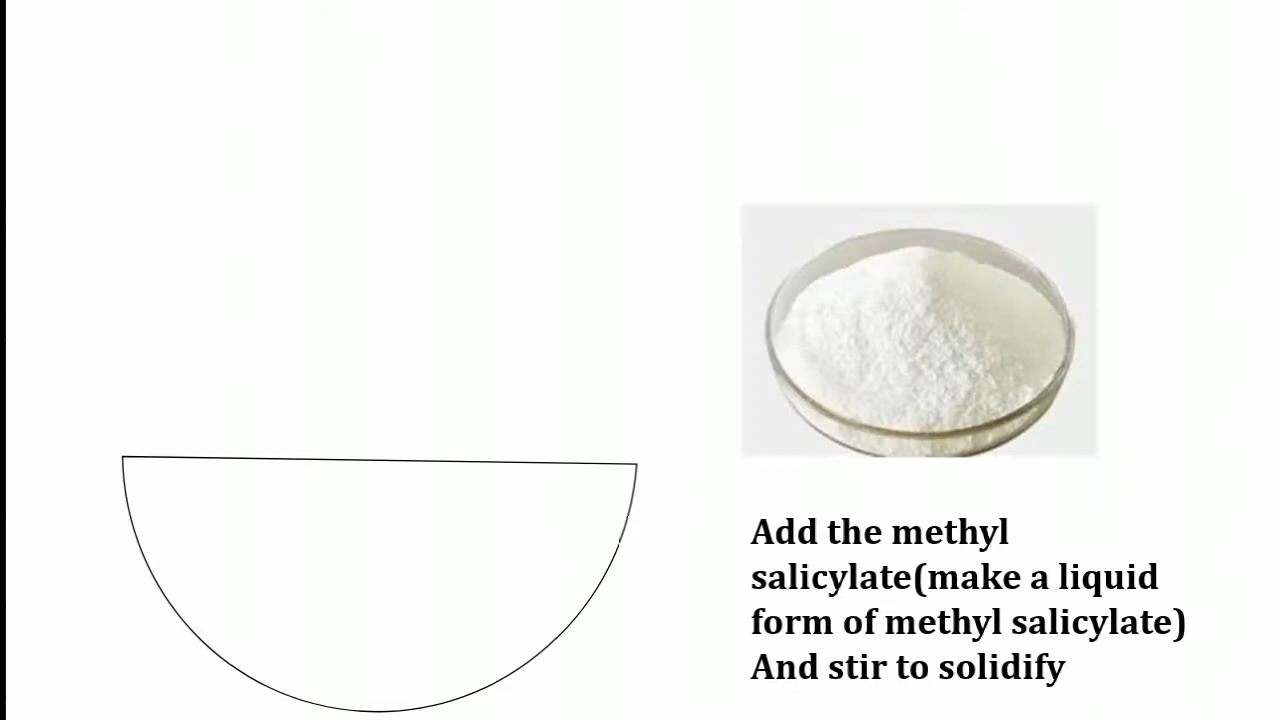 Add the methyl
salicylate(make a liquid
form of methyl salicylate)
And stir to solidify